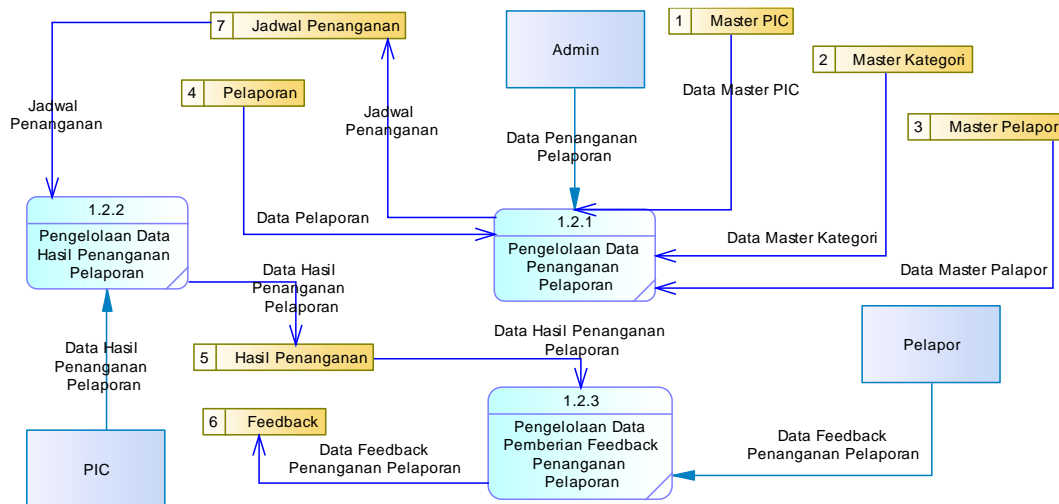 7 Jadwal Penanganan
1 Master PIC
Admin
2 Master Kategori
4 Pelaporan
Jadwal
Penanganan
Jadwal
Penanganan
Data Master PIC
3 Master Pelapor
Data Penanganan
Pelaporan
1.2.2
Pengelolaan Data
Hasil Penanganan
Pelaporan
Data Pelaporan
1.2.1
Pengelolaan Data
Penanganan
Pelaporan
Data Master Kategori
Data Master Palapor
Data Hasil
Penanganan
Pelaporan
Data Hasil Penanganan
Pelaporan
Pelapor
Data Hasil
Penanganan
Pelaporan
5 Hasil Penanganan
1.2.3
Pengelolaan Data
Pemberian Feedback
Penanganan
Pelaporan
6 Feedback
Data Feedback
Penanganan Pelaporan
Data Feedback
Penanganan Pelaporan
PIC